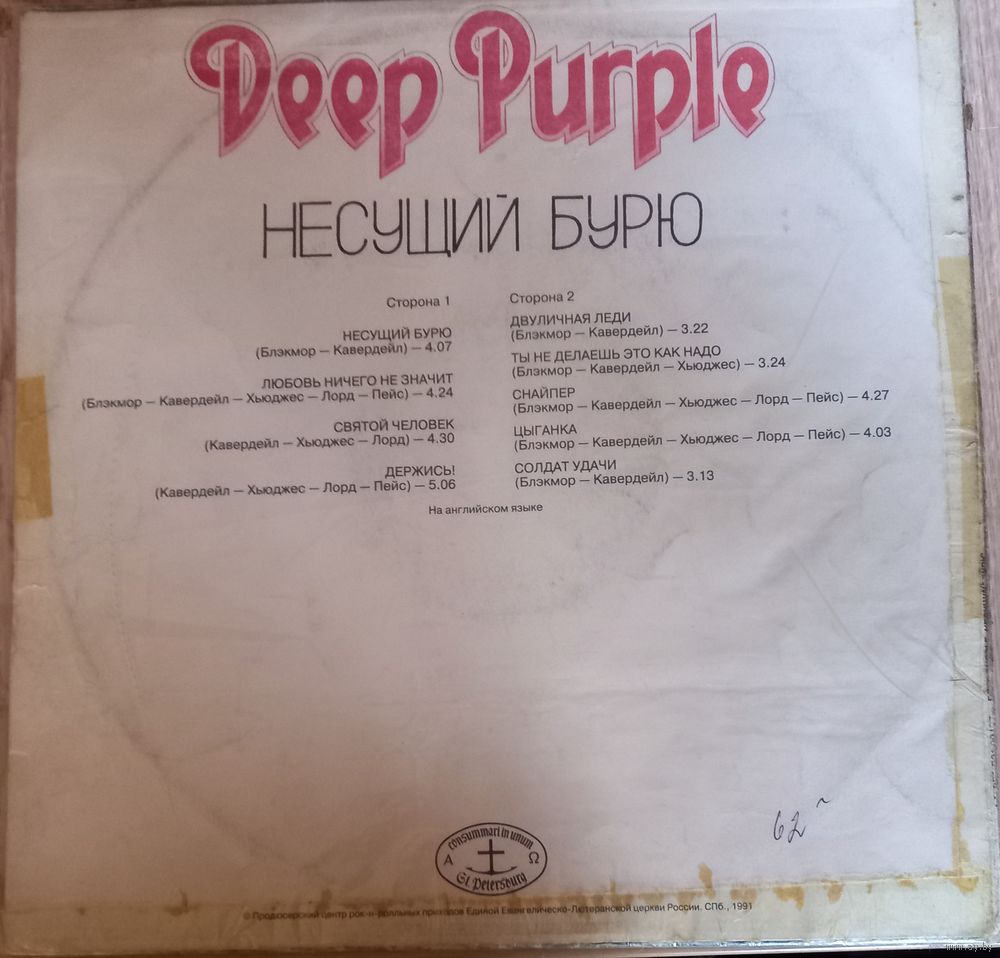 Deep Purple
НЕСУЩИЙ БУРЮ
Сторона 1
НЕСУЩИЙ БУРЮ
(Блэкмор — Кавердейл) — 4.07
ЛЮБОВЬ НИЧЕГО НЕ ЗНАЧИТ
(Блэкмор — Кавердейл — Хьюджес — Лорд — Пейс) — 4.24
СВЯТОЙ ЧЕЛОВЕК
(Кавердейл — Хьюджес — Лорд) — 4.30
ДЕРЖИСЬ!
(Кавердейл — Хьюджес — Лорд — Пейс) — 5.06
Сторона 2
ДВУЛИЧНАЯ ЛЕДИ
(Блэкмор — Кавердейл) — 3.22
ТЫ НЕ ДЕЛАЕШЬ ЭТО КАК НАДО
(Блэкмор — Кавердейл — Хьюджес) — 3.24
СНАЙПЕР
(Блэкмор — Кавердейл — Хьюджес — Лорд — Пейс) — 4.27
ЦЫГАНКА
(Блэкмор — Кавердейл — Хьюджес — Лорд — Пейс) — 4.03
СОЛДАТ УДАЧИ
(Блэкмор — Кавердейл) — 3.13
На английском языке
62
consummari in unum
Α Ω
St. Petersburg
© Продюсерский центр рок-н-ролльных приходов Единой Евангелическо-Лютеранской церкви России. СПб., 1991